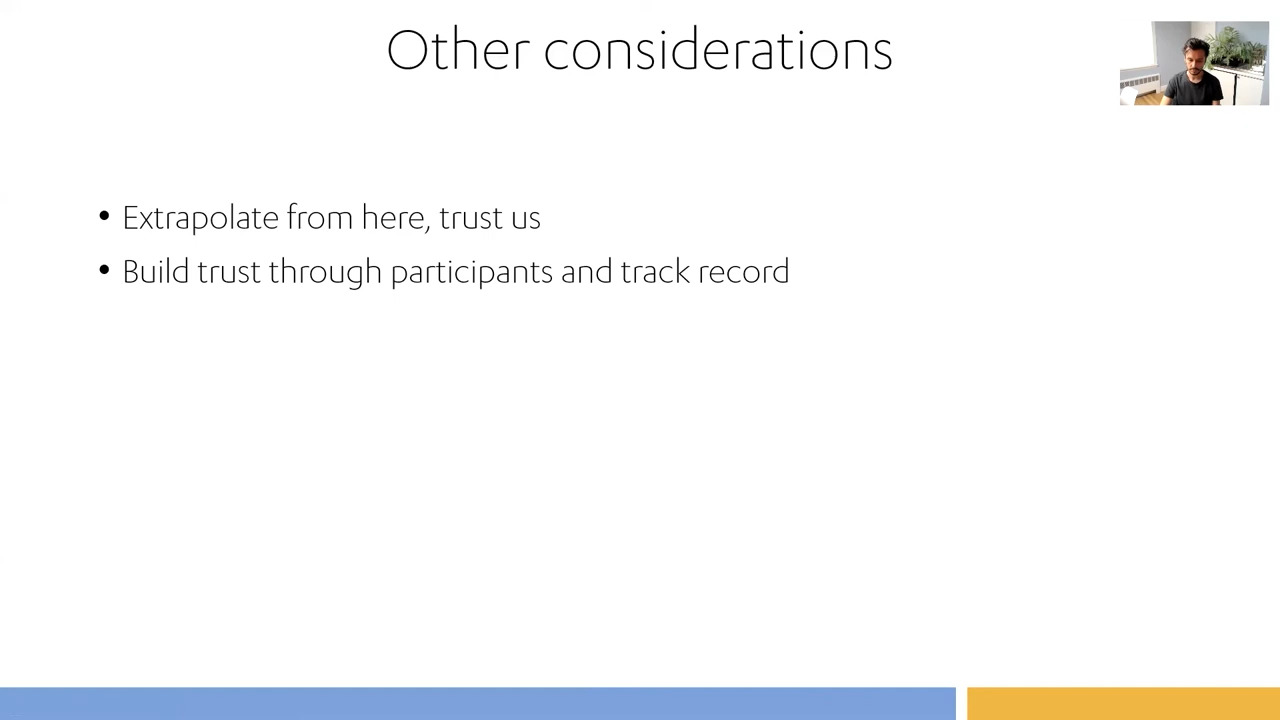 Other considerations
• Extrapolate from here, trust us
• Build trust through participants and track record